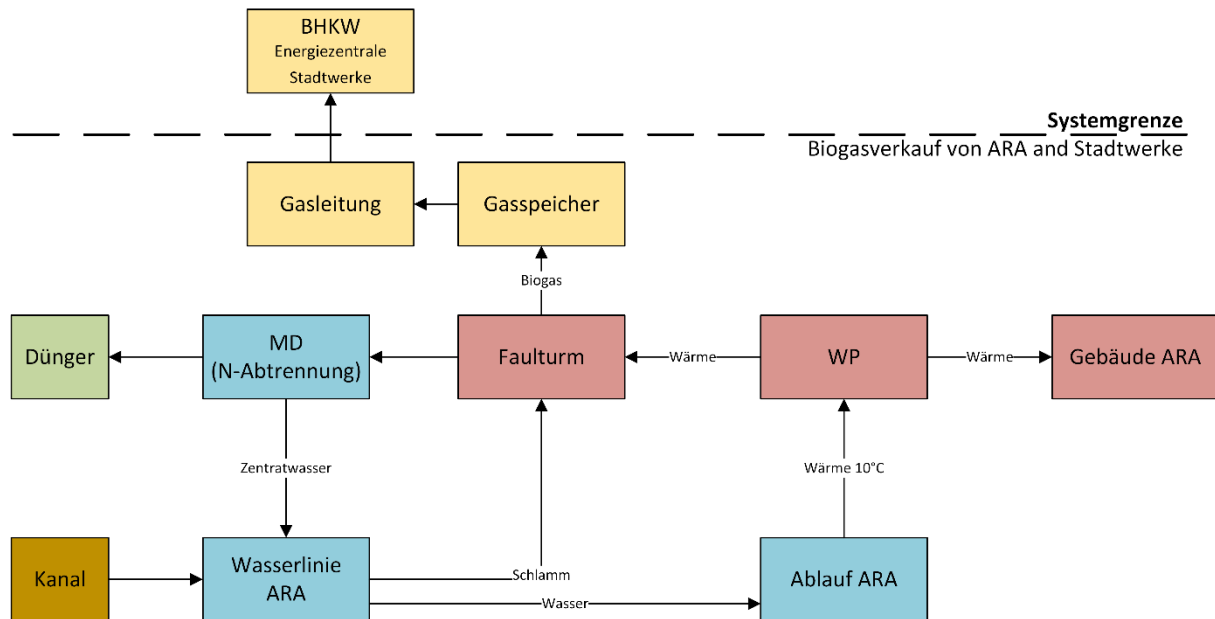 BHKW
Energiezentrale
Stadtwerke
Systemgrenze
Biogasverkauf von ARA and Stadtwerke
Gasleitung
Gasspeicher
Biogas
Dünger
MD
(N-Abtrennung)
Faulturm
Wärme
WP
Wärme
Gebäude ARA
Zentratwasser
Wärme 10°C
Kanal
Wasserlinie
ARA
Schlamm
Wasser
Ablauf ARA